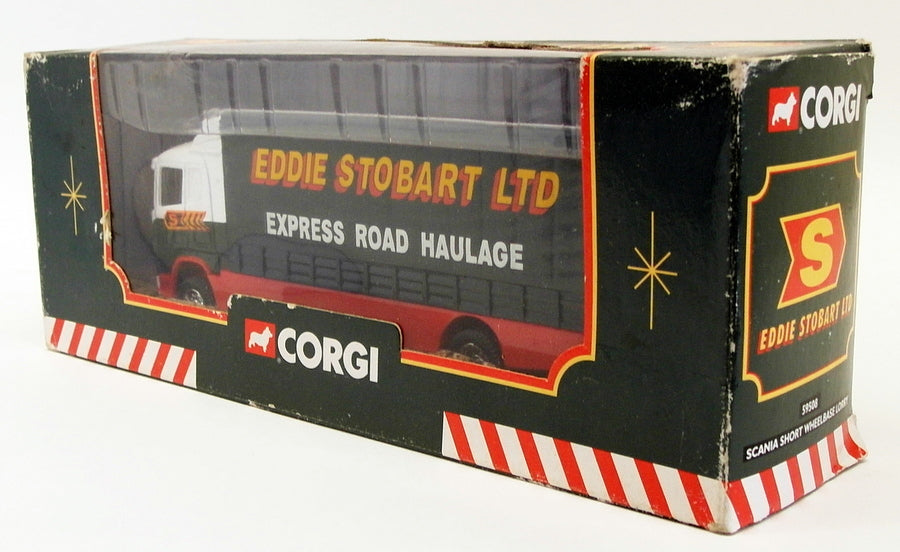 EDDIE STOBART LTD
EXPRESS ROAD HAULAGE
S
CORGI
CORGI
S
EDDIE STOBART LTD
59508
SCANIA SHORT WHEELBASE LORRY